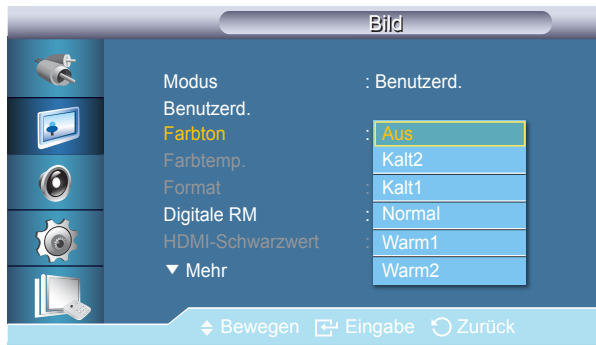 Bild
Modus : Benutzerd.
Benutzerd.
Farbton : Aus
Farbtemp. Kalt2
Format : Kalt1
Digitale RM : Normal
HDMI-Schwarzwert : Warm1
▼ Mehr Warm2
Bewegen Eingabe Zurück